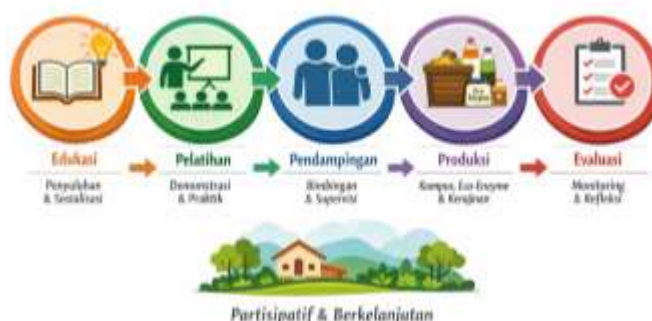 Edukasi
Penyuluhan
& Sosialisasi
Pelatihan
Demonstrasi
& Praktik
Pendampingan
Bimbingan
& Supervisi
Produksi
Kompos, Eco-Enzyme
& Kerajinan
Evaluasi
Monitoring
& Refleksi
Partisipatif & Berkelanjutan